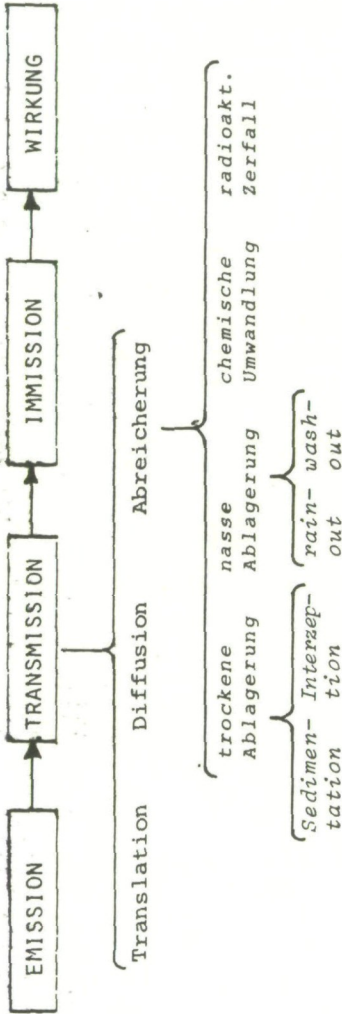 EMISSION TRANSMISSION IMMISSION WIRKUNG
Translation Diffusion Abreicherung
trockene nasse chemische radioakt.
Ablagerung Ablagerung Umwandlung Zerfall
Sedimen- Interzep- rain- wash-
tation tion out out